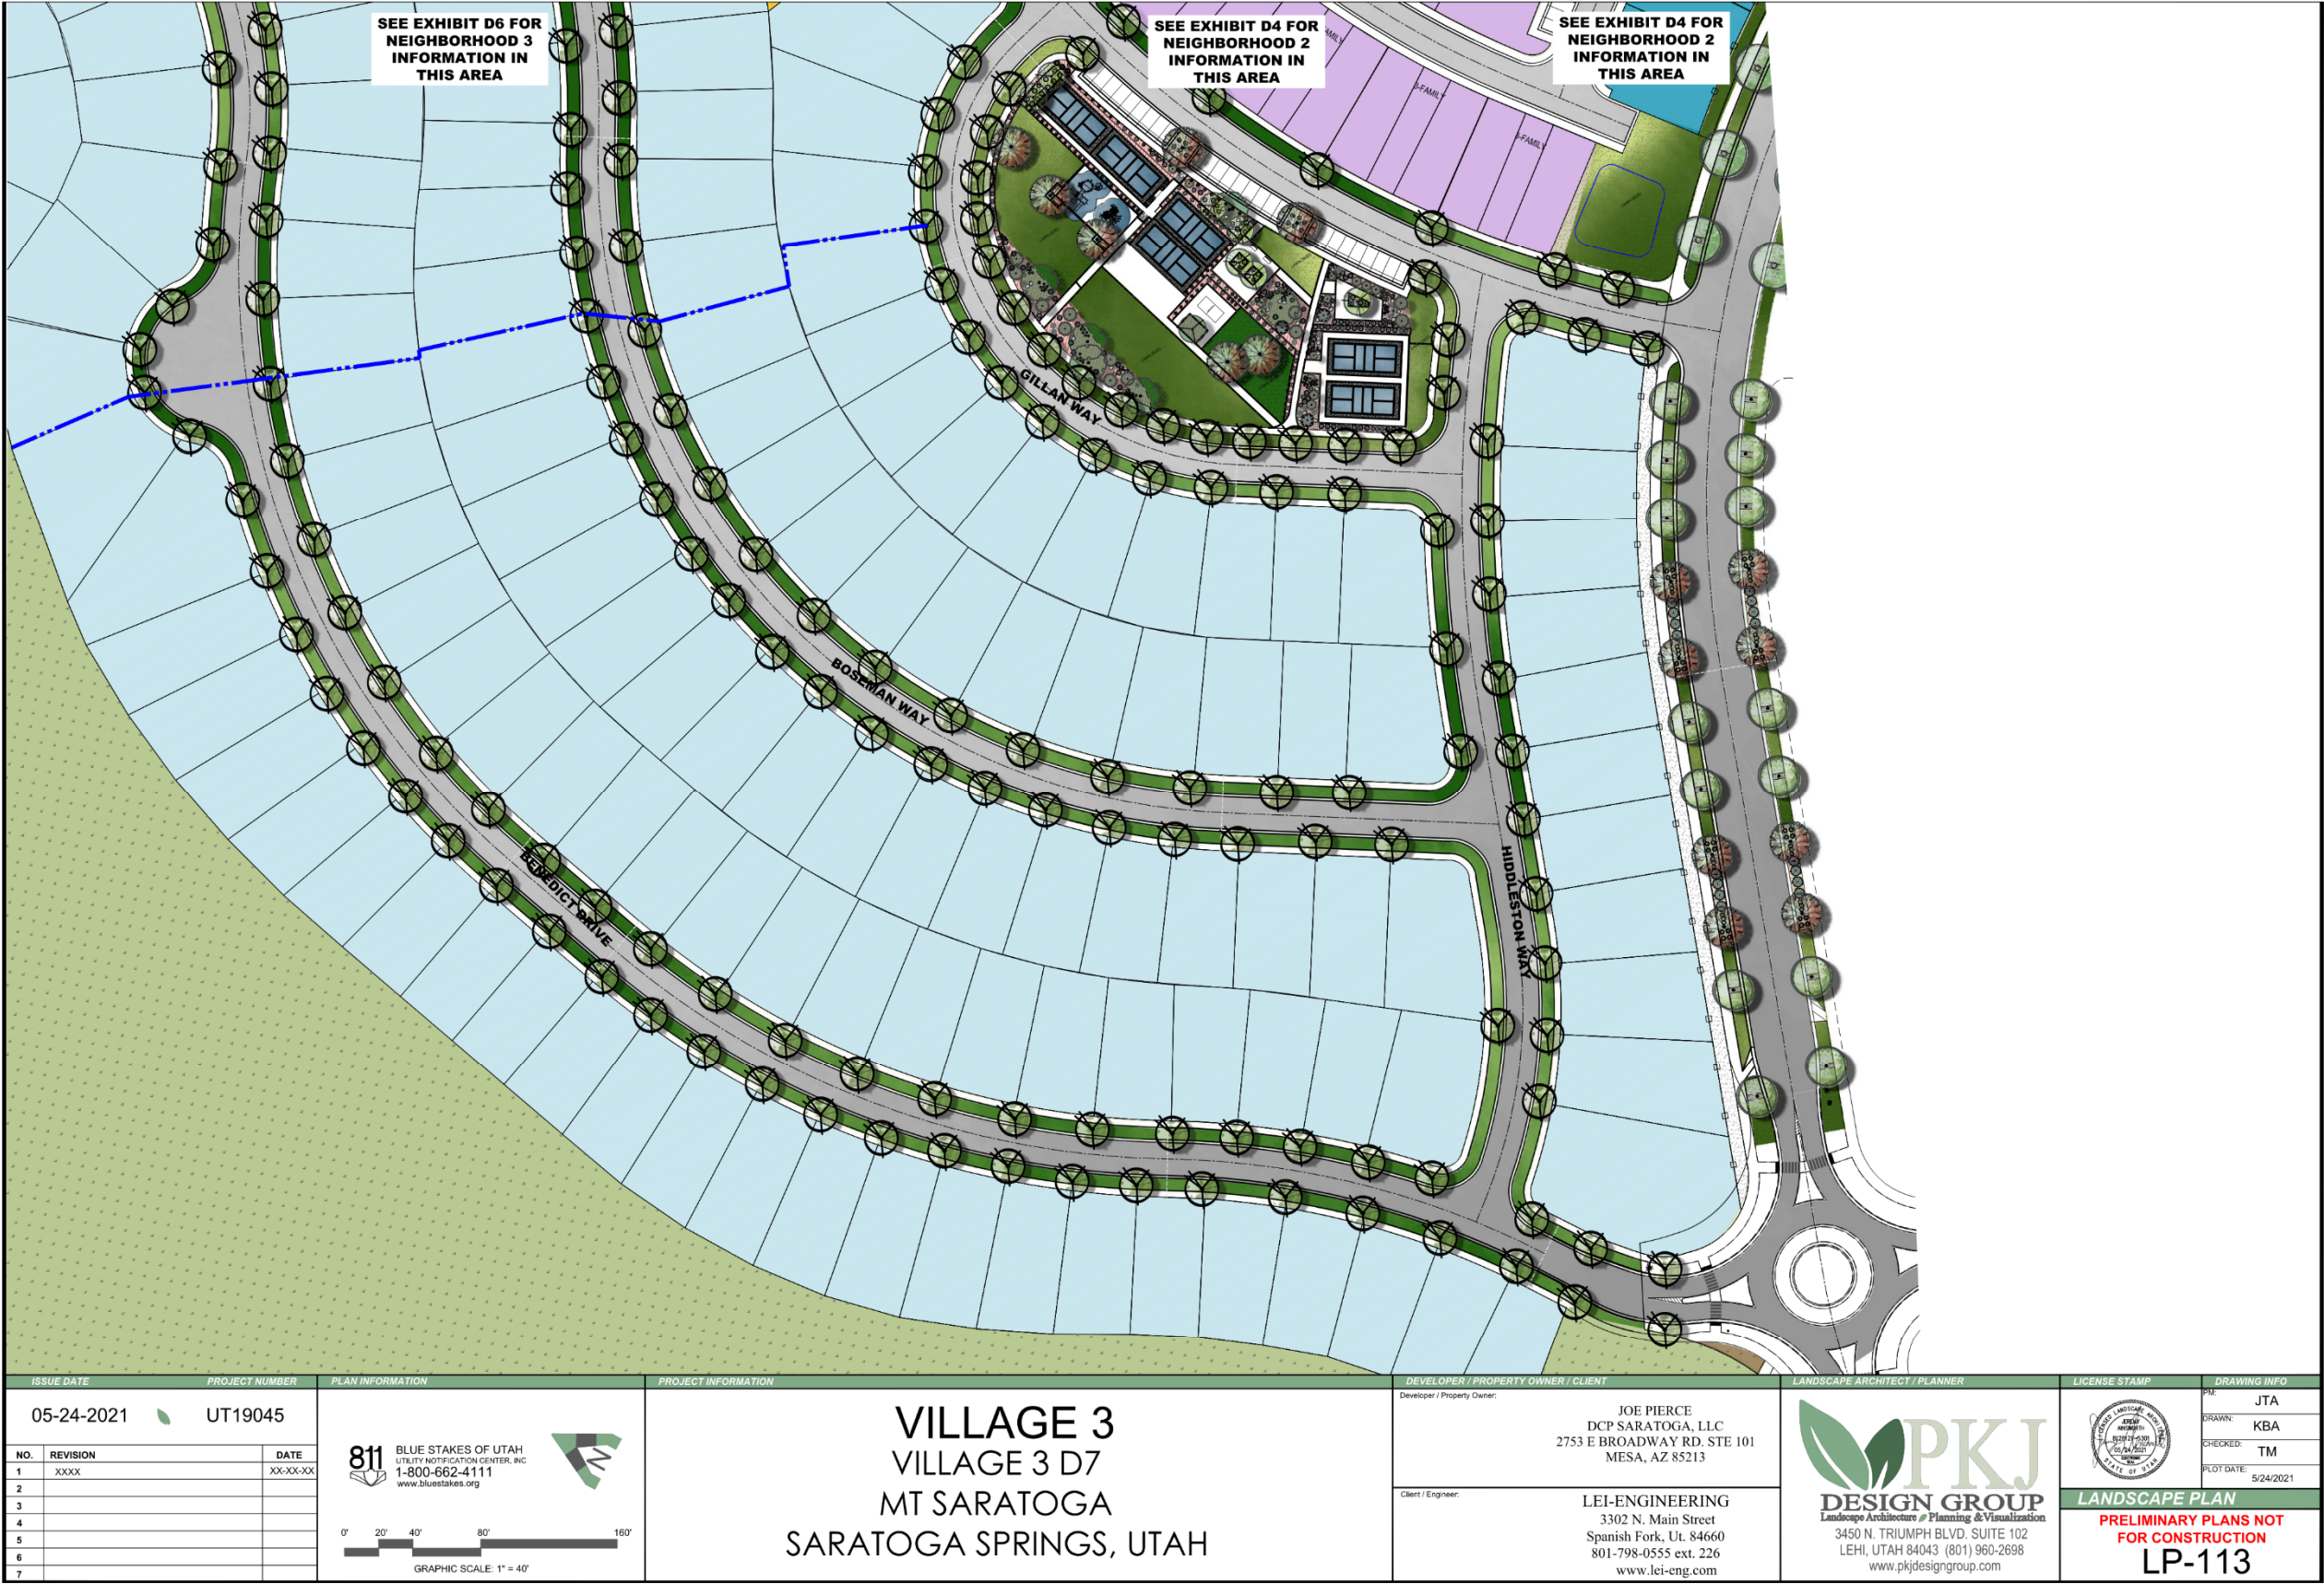 SEE EXHIBIT D6 FOR
NEIGHBORHOOD 3
INFORMATION IN
THIS AREA
SEE EXHIBIT D4 FOR
NEIGHBORHOOD 2
INFORMATION IN
THIS AREA
SEE EXHIBIT D4 FOR
NEIGHBORHOOD 2
INFORMATION IN
THIS AREA
GILLAN WAY
BOSEMAN WAY
BENEDICT DRIVE
HIDDLESTON WAY
ISSUE DATE
PROJECT NUMBER
05-24-2021
UT19045
NO. REVISION DATE
1 XXXX XX-XX-XX
2
3
4
5
6
7
PLAN INFORMATION
811
BLUE STAKES OF UTAH
UTILITY NOTIFICATION CENTER, INC
1-800-662-4111
www.bluestakes.org
N
0' 20' 40' 80' 160'
GRAPHIC SCALE: 1" = 40'
PROJECT INFORMATION
VILLAGE 3
VILLAGE 3 D7
MT SARATOGA
SARATOGA SPRINGS, UTAH
DEVELOPER / PROPERTY OWNER / CLIENT
Developer / Property Owner:
JOE PIERCE
DCP SARATOGA, LLC
2753 E BROADWAY RD. STE 101
MESA, AZ 85213
Client / Engineer:
LEI-ENGINEERING
3302 N. Main Street
Spanish Fork, Ut. 84660
801-798-0555 ext. 226
www.lei-eng.com
LANDSCAPE ARCHITECT / PLANNER
PKJ
DESIGN GROUP
Landscape Architecture Planning & Visualization
3450 N. TRIUMPH BLVD. SUITE 102
LEHI, UTAH 84043 (801) 960-2698
www.pkjdesigngroup.com
LICENSE STAMP
DRAWING INFO
PM:
JTA
DRAWN:
KBA
CHECKED:
TM
PLOT DATE:
5/24/2021
LANDSCAPE PLAN
PRELIMINARY PLANS NOT
FOR CONSTRUCTION
LP-113